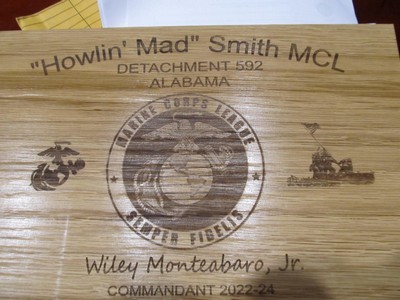 "Howlin' Mad" Smith MCL
DETACHMENT 592
ALABAMA
MARINE CORPS LEAGUE
SEMPER FIDELIS
Wiley Monteabaro, Jr.
COMMANDANT 2022-24